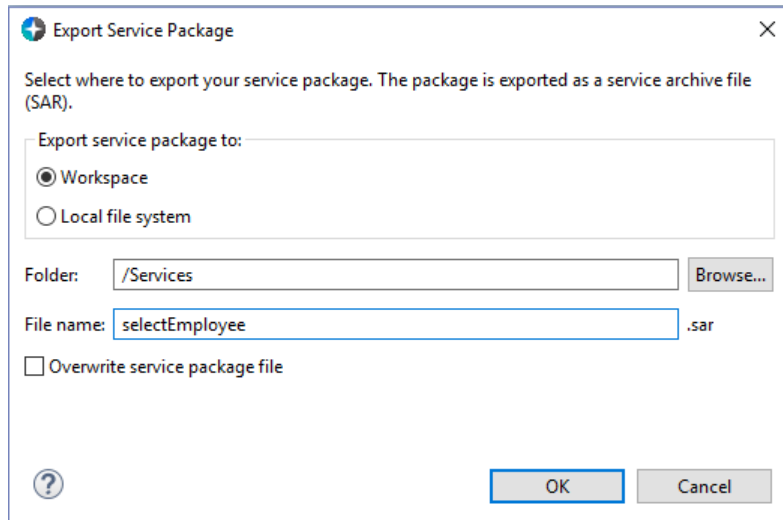 Export Service Package
Select where to export your service package. The package is exported as a service archive file
(SAR).
Export service package to:
Workspace
Local file system
Folder: /Services Browse...
File name: selectEmployee .sar
Overwrite service package file
? OK Cancel